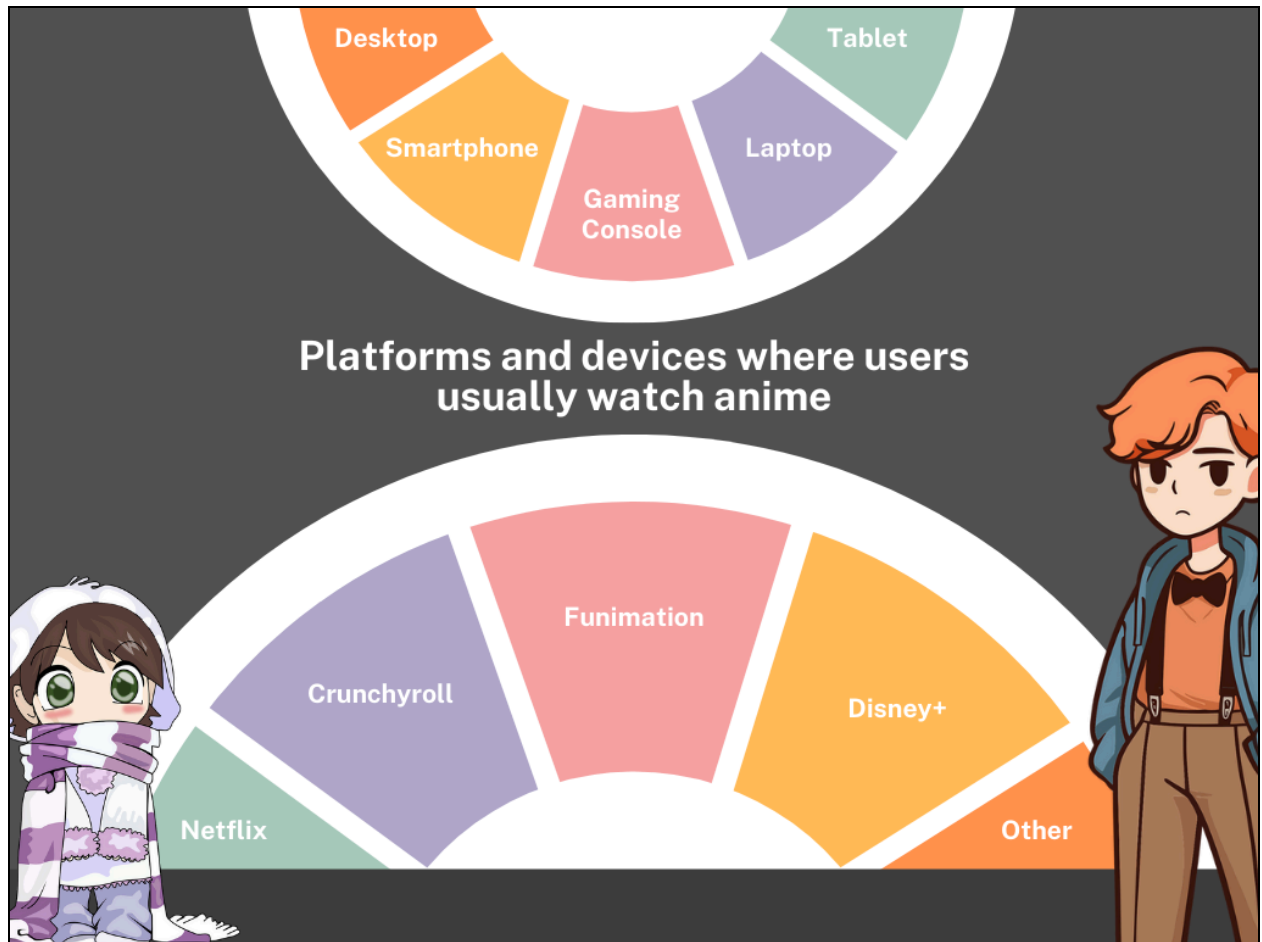 Desktop
Tablet
Smartphone
Laptop
Gaming
Console
Platforms and devices where users
usually watch anime
Funimation
Crunchyroll
Disney+
Netflix
Other